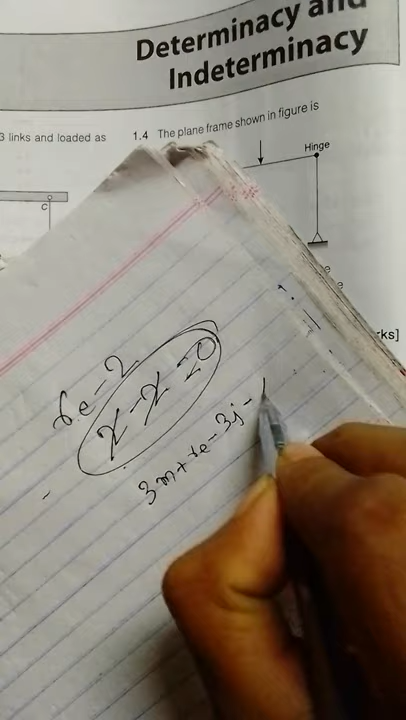 Determinacy and
Indeterminacy
3 links and loaded as
1.4 The plane frame shown in figure is
Hinge
C
e
e
rks]
re-2
x-x=0
3m+re-3j-